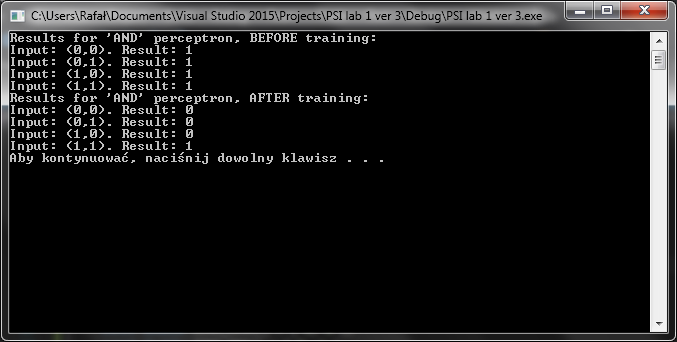 C:\Users\Rafał\Documents\Visual Studio 2015\Projects\PSI lab 1 ver 3\Debug\PSI lab 1 ver 3.exe
Results for 'AND' perceptron, BEFORE training:
Input: (0,0). Result: 1
Input: (0,1). Result: 1
Input: (1,0). Result: 1
Input: (1,1). Result: 1
Results for 'AND' perceptron, AFTER training:
Input: (0,0). Result: 0
Input: (0,1). Result: 0
Input: (1,0). Result: 0
Input: (1,1). Result: 1
Aby kontynuować, naciśnij dowolny klawisz . . .